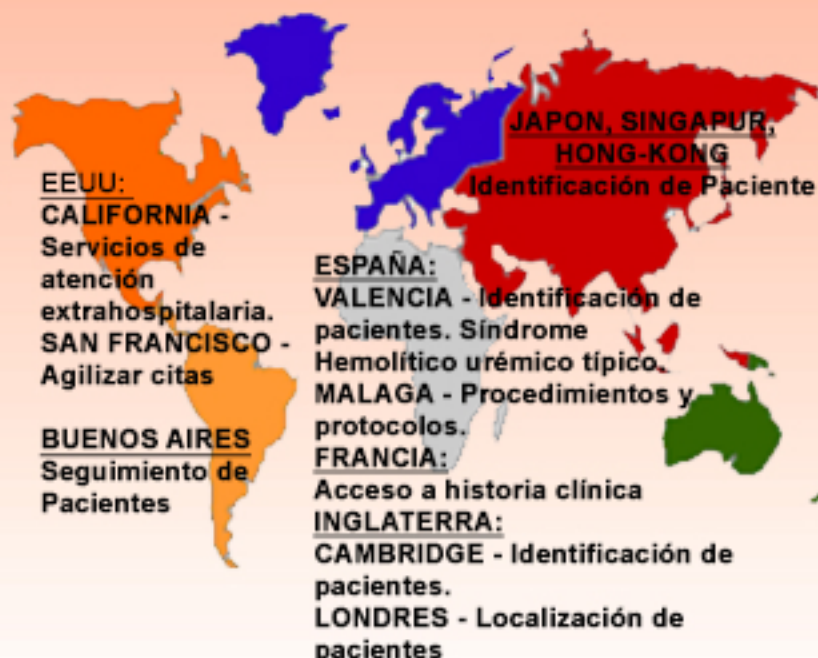 EEUU:
CALIFORNIA -
Servicios de
atención
extrahospitalaria.
SAN FRANCISCO -
Agilizar citas
BUENOS AIRES
Seguimiento de
Pacientes
ESPAÑA:
VALENCIA - Identificación de
pacientes. Síndrome
Hemolítico urémico típico.
MALAGA - Procedimientos y
protocolos.
FRANCIA:
Acceso a historia clínica
INGLATERRA:
CAMBRIDGE - Identificación de
pacientes.
LONDRES - Localización de
pacientes
JAPON, SINGAPUR,
HONG-KONG
Identificación de Paciente